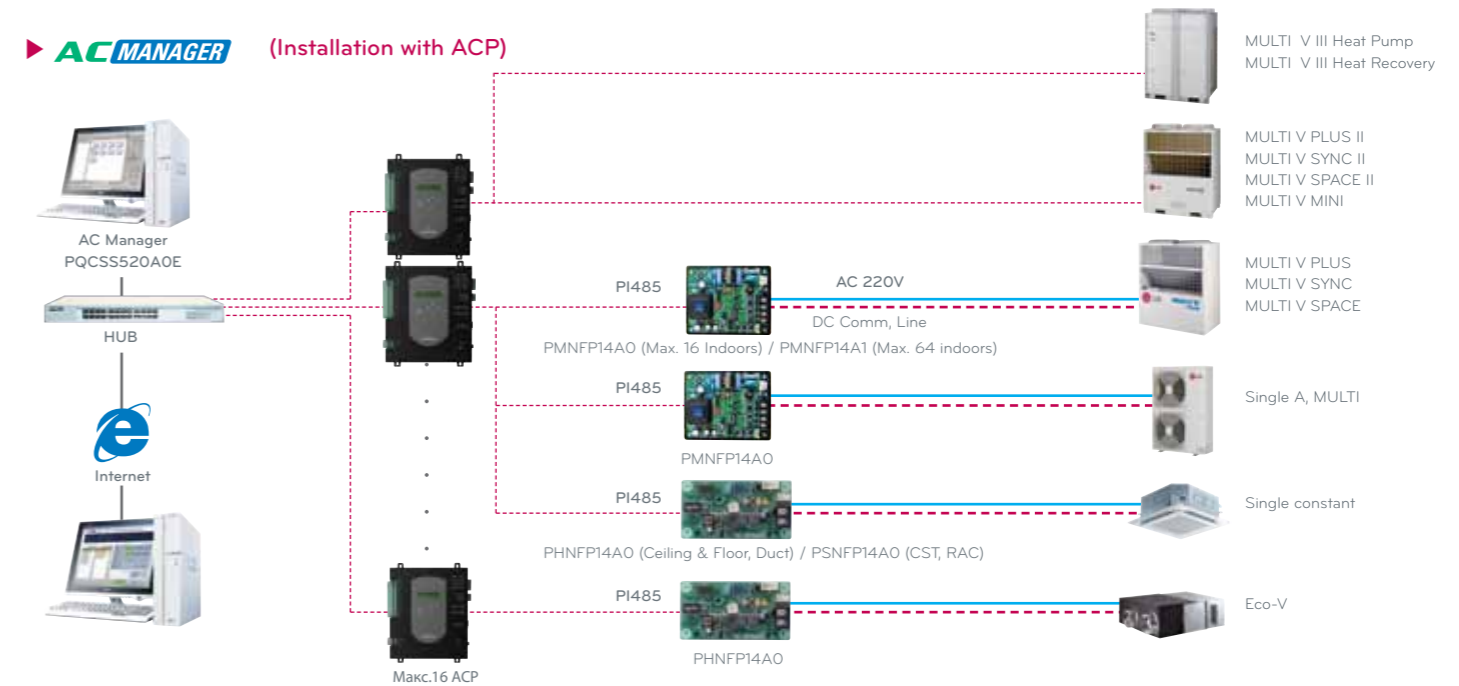 AC MANAGER (Installation with ACP)
MULTI V III Heat Pump
MULTI V III Heat Recovery
MULTI V PLUS II
MULTI V SYNC II
MULTI V SPACE II
MULTI V MINI
AC Manager
PQCSS520A0E
HUB
Internet
PI485
AC 220V
DC Comm, Line
PMNFP14A0 (Max. 16 Indoors) / PMNFP14A1 (Max. 64 indoors)
MULTI V PLUS
MULTI V SYNC
MULTI V SPACE
PI485
PMNFP14A0
Single A, MULTI
PI485
PHNFP14A0 (Ceiling & Floor, Duct) / PSNFP14A0 (CST, RAC)
Single constant
PI485
PHNFP14A0
Eco-V
Макс.16 ACP